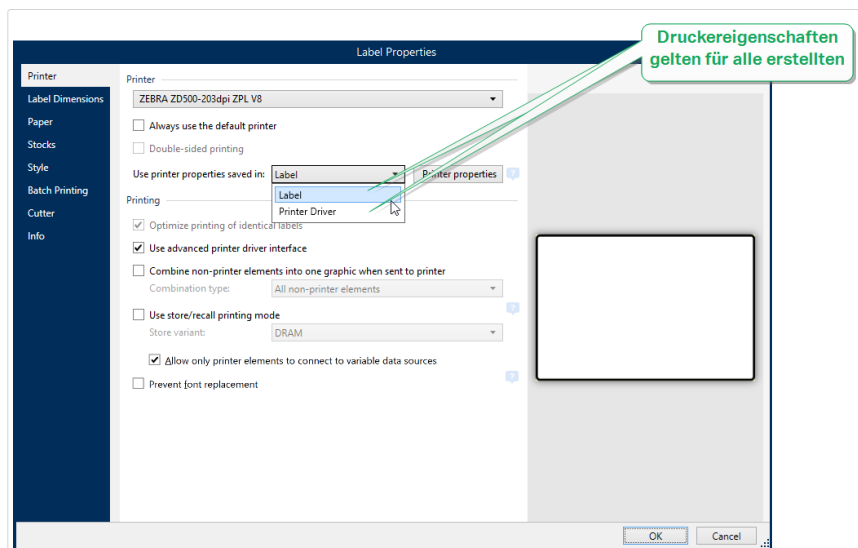 Druckereigenschaften
gelten für alle erstellten
Label Properties
Printer
Label Dimensions
Paper
Stocks
Style
Batch Printing
Cutter
Info
Printer
ZEBRA ZD500-203dpi ZPL V8
Always use the default printer
Double-sided printing
Use printer properties saved in: Label Printer properties ?
Label
Printer Driver
Printing
Optimize printing of identical labels
Use advanced printer driver interface
Combine non-printer elements into one graphic when sent to printer
Combination type: All non-printer elements
Use store/recall printing mode ?
Store variant: DRAM
Allow only printer elements to connect to variable data sources
Prevent font replacement ?
OK Cancel